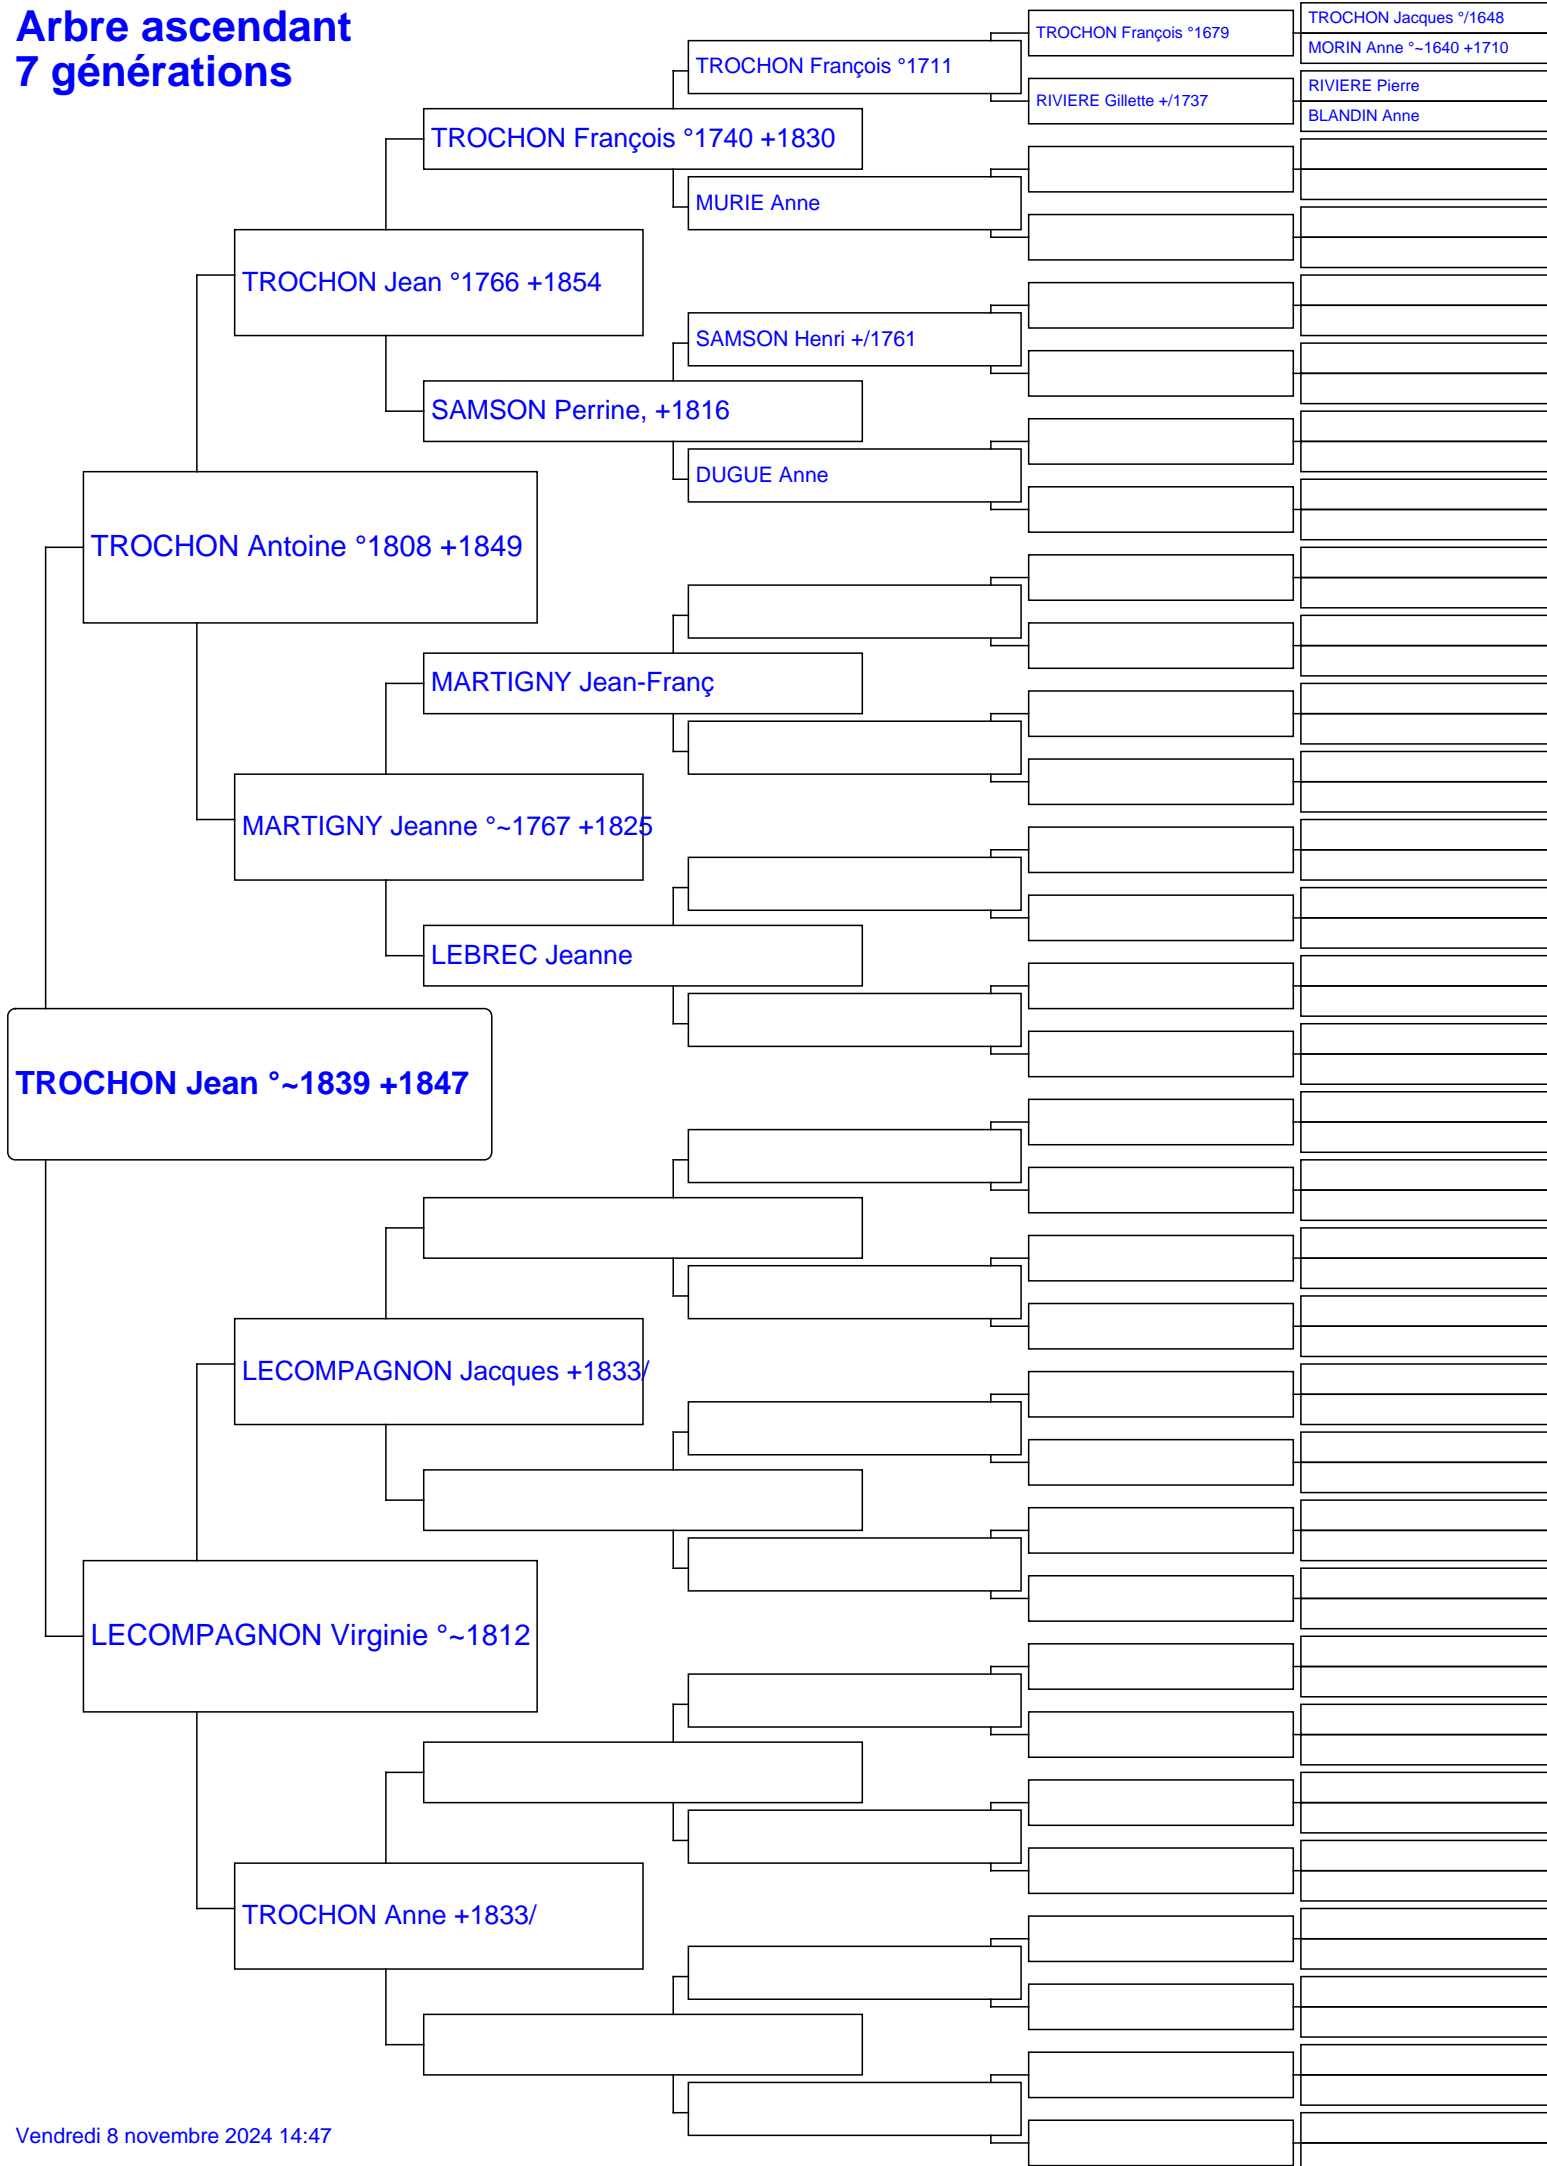 Arbre ascendant
7 générations
TROCHON Jean °~1839 +1847
TROCHON Antoine °1808 +1849
LECOMPAGNON Virginie °~1812
TROCHON Jean °1766 +1854
MARTIGNY Jeanne °~1767 +1825
LECOMPAGNON Jacques +1833/
TROCHON Anne +1833/
TROCHON François °1740 +1830
SAMSON Perrine, +1816
MARTIGNY Jean-Franç
LEBREC Jeanne
TROCHON François °1711
MURIE Anne
SAMSON Henri +/1761
DUGUE Anne
TROCHON François °1679
RIVIERE Gillette +/1737
TROCHON Jacques °/1648
MORIN Anne °~1640 +1710
RIVIERE Pierre
BLANDIN Anne
Vendredi 8 novembre 2024 14:47